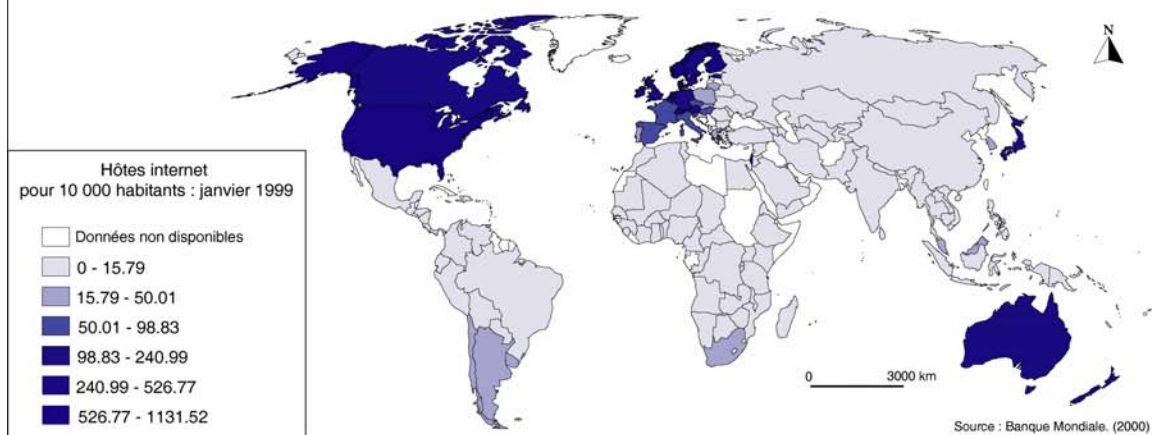 N
Hôtes internet
pour 10 000 habitants : janvier 1999
Données non disponibles
0 - 15.79
15.79 - 50.01
50.01 - 98.83
98.83 - 240.99
240.99 - 526.77
526.77 - 1131.52
0 3000 km
Source : Banque Mondiale. (2000)